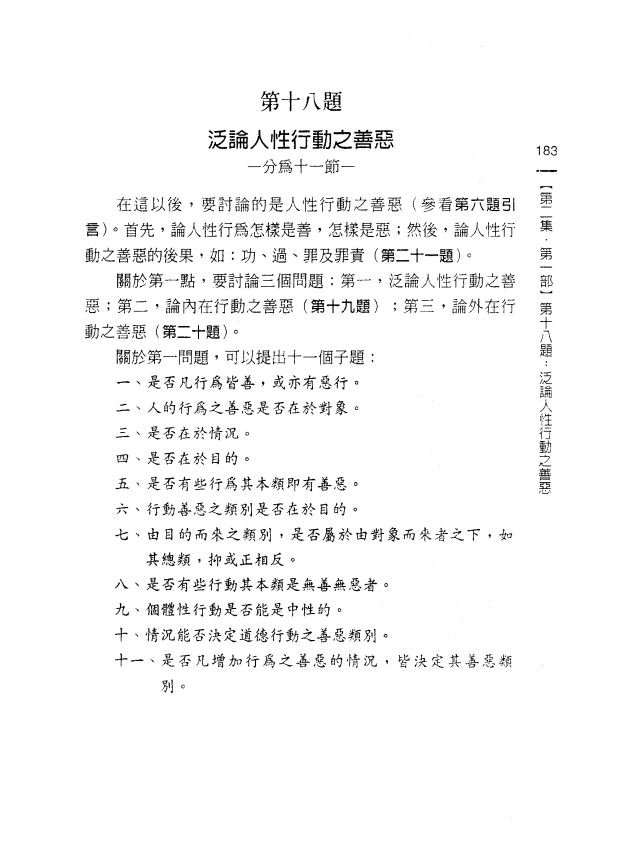 第十八題
泛論人性行動之善惡
—分爲十一節—
在這以後，要討論的是人性行動之善惡（參看第六題引
言）。首先，論人性行爲怎樣是善，怎樣是惡；然後，論人性行
動之善惡的後果，如：功、過、罪及罪責（第二十一題）。
關於第一點，要討論三個問題：第一，泛論人性行動之善
惡；第二，論內在行動之善惡（第十九題）；第三，論外在行
動之善惡（第二十題）。
關於第一問題，可以提出十一個子題：
一、是否凡行爲皆善，或亦有惡行。
二、人的行爲之善惡是否在於對象。
三、是否在於情況。
四、是否在於目的。
五、是否有些行爲其本類即有善惡。
六、行動善惡之類別是否在於目的。
七、由目的而來之類別，是否屬於由對象而來者之下，如
其總類，抑或正相反。
八、是否有些行動其本類是無善無惡者。
九、個體性行動是否能是中性的。
十、情況能否決定道德行動之善惡類別。
十一、是否凡增加行爲之善惡的情況，皆決定其善惡類
別。
183
【第二集．第一部】第十八題：泛論人性行動之善惡